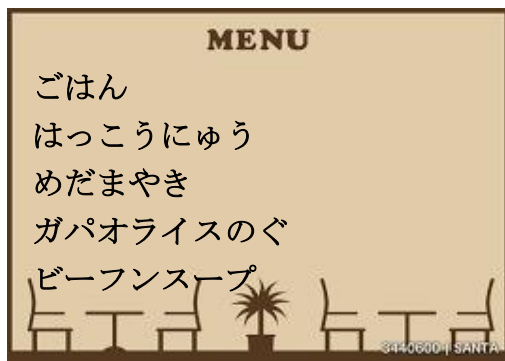 MENU
ごはん
はっこうにゅう
めだまやき
ガパオライスのぐ
ビーフンスープ
3440600 | SANTA